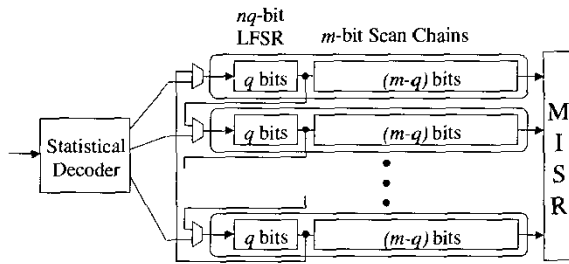 nq-bit
LFSR
m-bit Scan Chains
q bits
(m-q) bits
q bits
(m-q) bits
Statistical
Decoder
q bits
(m-q) bits
M
I
S
R